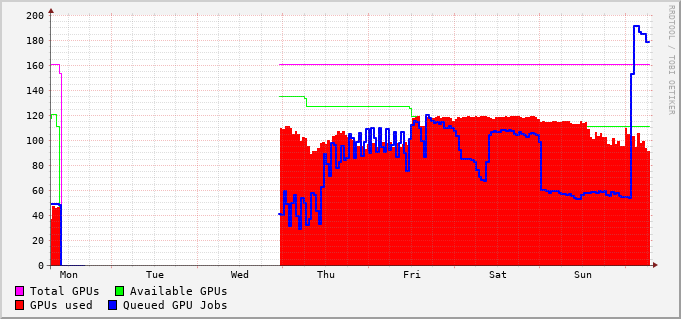 200
180
160
140
120
100
80
60
40
20
0
Mon Tue Wed Thu Fri Sat Sun
Total GPUs Available GPUs
GPUs used Queued GPU Jobs
RRDTOOL / TOBI OETIKER